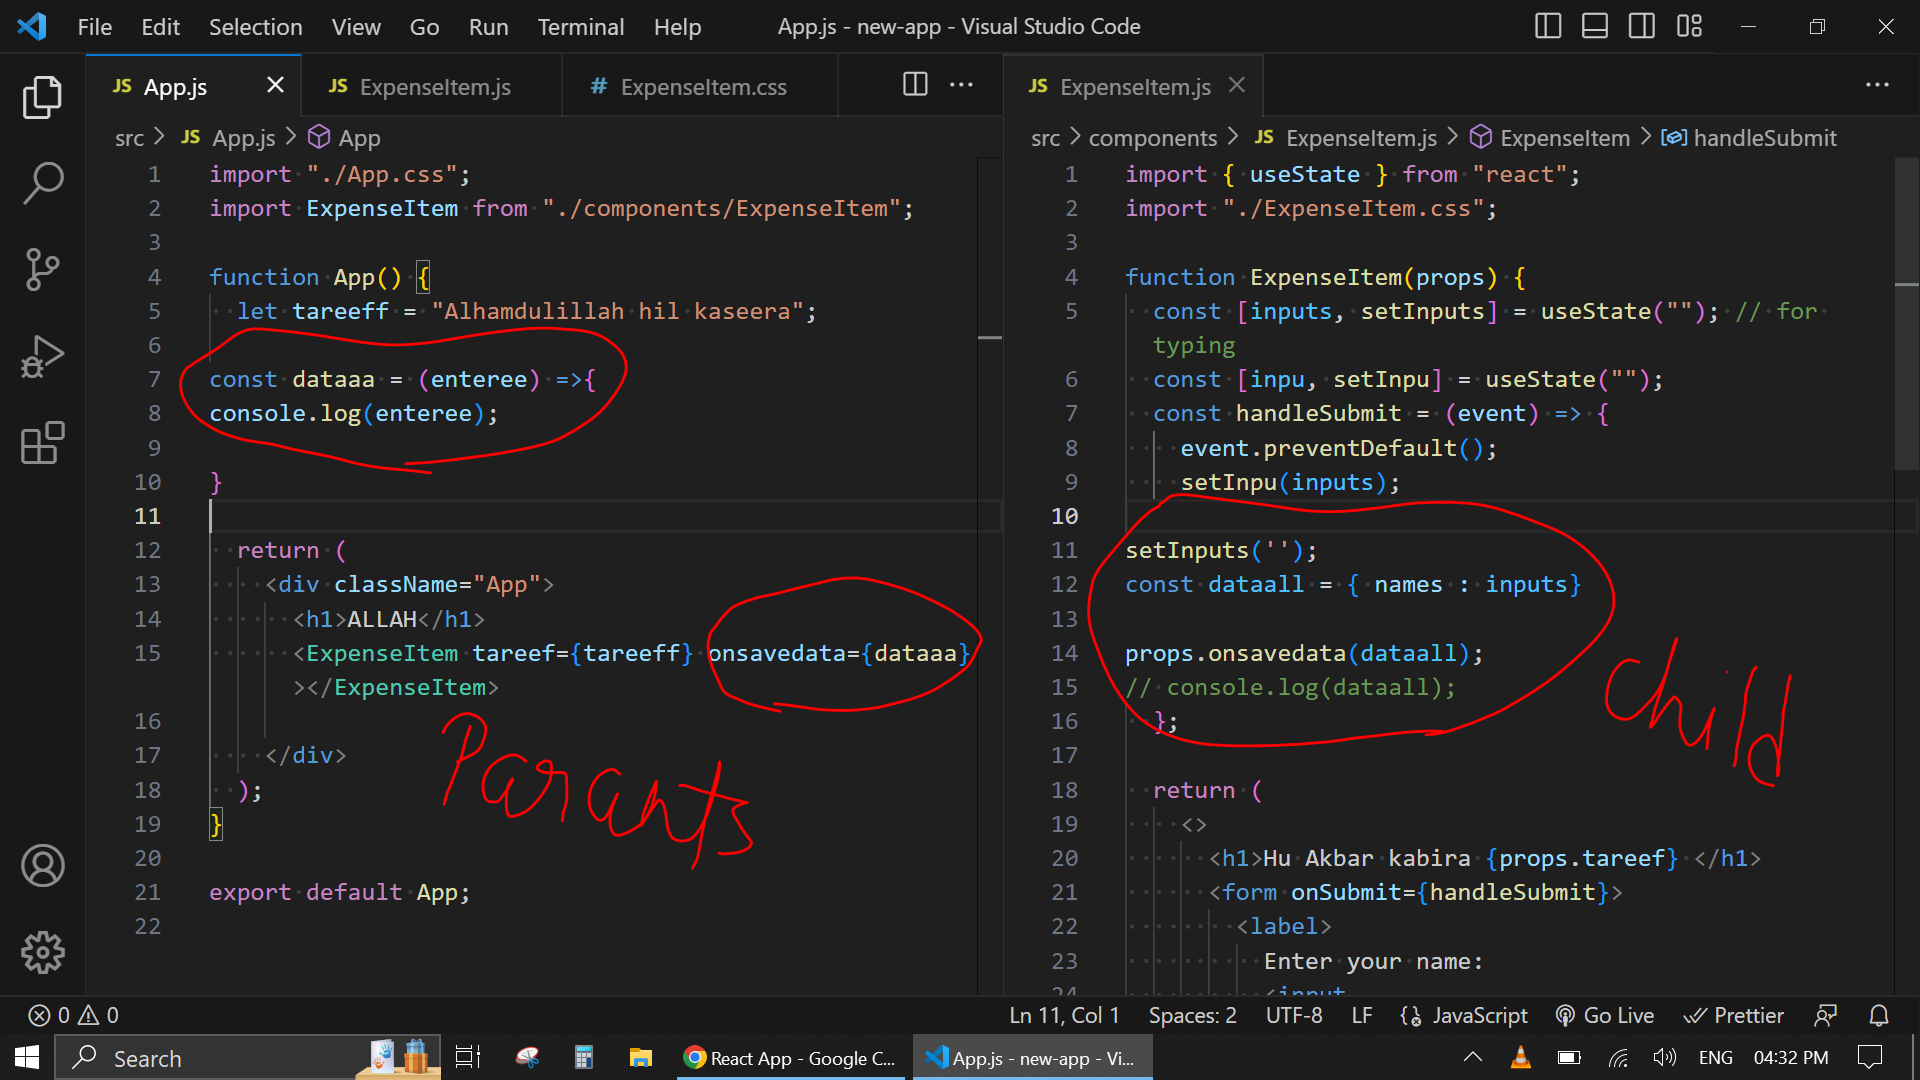 File Edit Selection View Go Run Terminal Help App.js - new-app - Visual Studio Code
JS App.js JS ExpenseItem.js # ExpenseItem.css
src > JS App.js > App
1 import "./App.css";
2 import ExpenseItem from "./components/ExpenseItem";
3
4 function App() {
5 let tareeff = "Alhamdulillah hil kaseera";
6
7 const dataaa = (enteree) =>{
8 console.log(enteree);
9
10 }
11
12 return (
13 <div className="App">
14 <h1>ALLAH</h1>
15 <ExpenseItem tareef={tareeff} onsavedata={dataaa}
></ExpenseItem>
16
17 </div>
18 );
19 }
20
21 export default App;
22
Parants
JS ExpenseItem.js
src > components > JS ExpenseItem.js > ExpenseItem > handleSubmit
1 import { useState } from "react";
2 import "./ExpenseItem.css";
3
4 function ExpenseItem(props) {
5 const [inputs, setInputs] = useState(""); // for
typing
6 const [inpu, setInpu] = useState("");
7 const handleSubmit = (event) => {
8 event.preventDefault();
9 setInpu(inputs);
10
11 setInputs('');
12 const dataall = { names : inputs}
13
14 props.onsavedata(dataall);
15 // console.log(dataall);
16 };
17
18 return (
19 <>
20 <h1>Hu Akbar kabira {props.tareef} </h1>
21 <form onSubmit={handleSubmit}>
22 <label>
23 Enter your name:
24 <input
child
0 0 Ln 11, Col 1 Spaces: 2 UTF-8 LF JavaScript Go Live Prettier
Search React App - Google C... App.js - new-app - Vi... ENG 04:32 PM